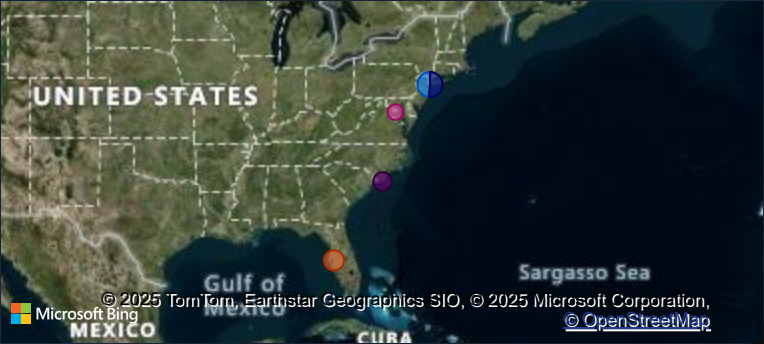 UNITED STATES
Gulf of
Mexico
Sargasso Sea
© 2025 TomTom, Earthstar Geographics SIO, © 2025 Microsoft Corporation,
© OpenStreetMap
Microsoft Bing
MEXICO
CUBA